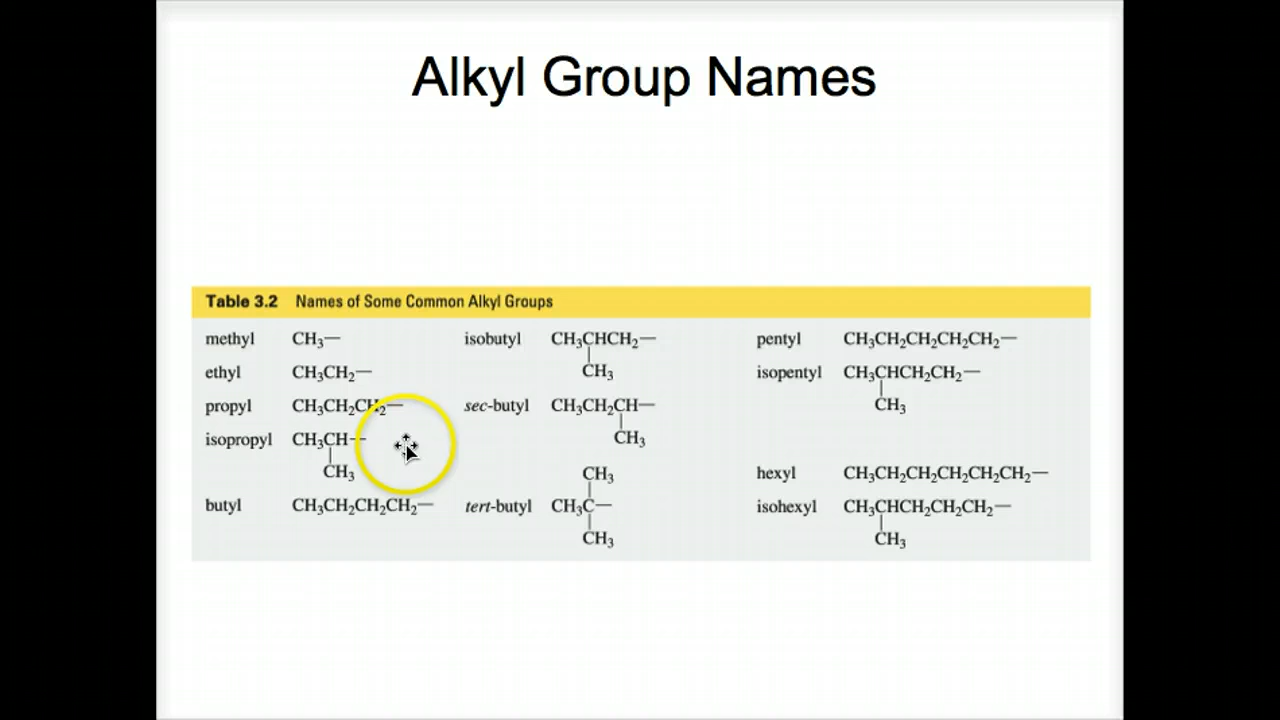 Alkyl Group Names
Table 3.2 Names of Some Common Alkyl Groups
methyl CH₃—
ethyl CH₃CH₂—
propyl CH₃CH₂CH₂—
isopropyl CH₃CH—
CH₃
butyl CH₃CH₂CH₂CH₂—
isobutyl CH₃CHCH₂—
CH₃
sec-butyl CH₃CH₂CH—
CH₃
CH₃
tert-butyl CH₃C—
CH₃
pentyl CH₃CH₂CH₂CH₂CH₂—
isopentyl CH₃CHCH₂CH₂—
CH₃
hexyl CH₃CH₂CH₂CH₂CH₂CH₂—
isohexyl CH₃CHCH₂CH₂CH₂—
CH₃